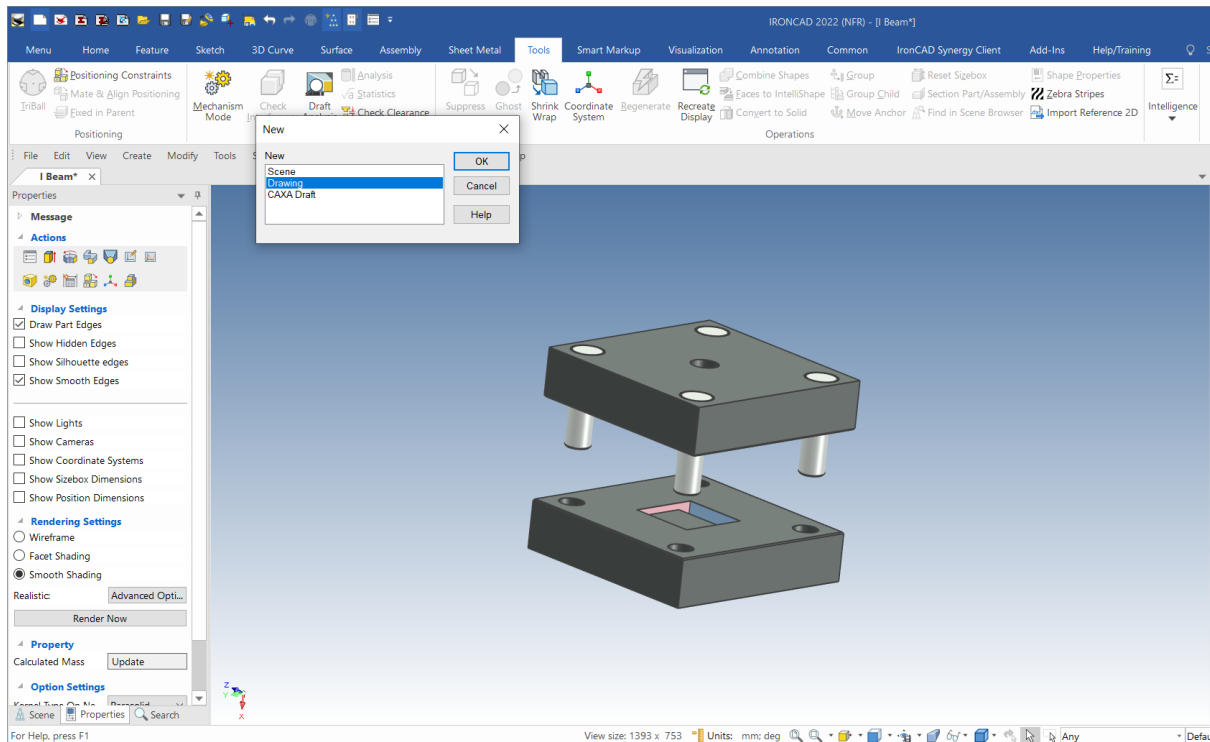 IRONCAD 2022 (NFR) - [I Beam*]
Menu Home Feature Sketch 3D Curve Surface Assembly Sheet Metal Tools Smart Markup Visualization Annotation Common IronCAD Synergy Client Add-Ins Help/Training S
TriBall
Positioning Constraints
Mate & Align Positioning
Fixed in Parent
Positioning
Mechanism Mode
Check
Draft
Analysis
Statistics
Check Clearance
Suppress Ghost Shrink Wrap Coordinate System Regenerate Recreate Display
Combine Shapes Group Reset Sizebox Shape Properties
Faces to IntelliShape Group Child Section Part/Assembly Zebra Stripes
Convert to Solid Move Anchor Find in Scene Browser Import Reference 2D
Operations
Σ=
Intelligence
File Edit View Create Modify Tools S p
I Beam* X
New X
New
Scene
Drawing
CAXA Draft
OK
Cancel
Help
Properties
Message
Actions
Display Settings
Draw Part Edges
Show Hidden Edges
Show Silhouette edges
Show Smooth Edges
Show Lights
Show Cameras
Show Coordinate Systems
Show Sizebox Dimensions
Show Position Dimensions
Rendering Settings
Wireframe
Facet Shading
Smooth Shading
Realistic: Advanced Opti...
Render Now
Property
Calculated Mass Update
Option Settings
Scene Properties Search
Z
Y
X
For Help, press F1
View size: 1393 x 753 Units: mm; deg Any Defau